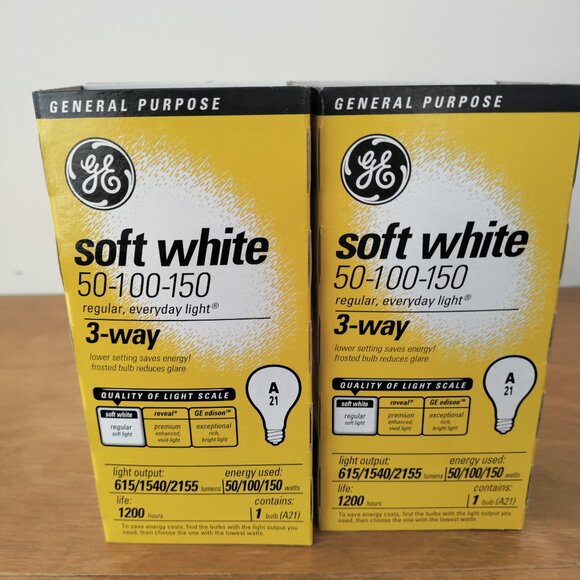 GENERAL PURPOSE
GE
soft white
50-100-150
regular, everyday light®
3-way
lower setting saves energy!
frosted bulb reduces glare
QUALITY OF LIGHT SCALE
soft white reveal® GE edison™
regular soft light
premium enhanced, vivid light
exceptional rich, bright light
A
21
light output: energy used:
615/1540/2155 lumens 50/100/150 watts
life: contains:
1200 hours 1 bulb (A21)
To save energy costs, find the bulbs with the light output you
need, then choose the one with the lowest watts.
GENERAL PURPOSE
GE
soft white
50-100-150
regular, everyday light®
3-way
lower setting saves energy!
frosted bulb reduces glare
QUALITY OF LIGHT SCALE
soft white reveal® GE edison™
regular soft light
premium enhanced, vivid light
exceptional rich, bright light
A
21
light output: energy used:
615/1540/2155 lumens 50/100/150 watts
life: contains:
1200 hours 1 bulb (A21)
To save energy costs, find the bulbs with the light output you
need, then choose the one with the lowest watts.